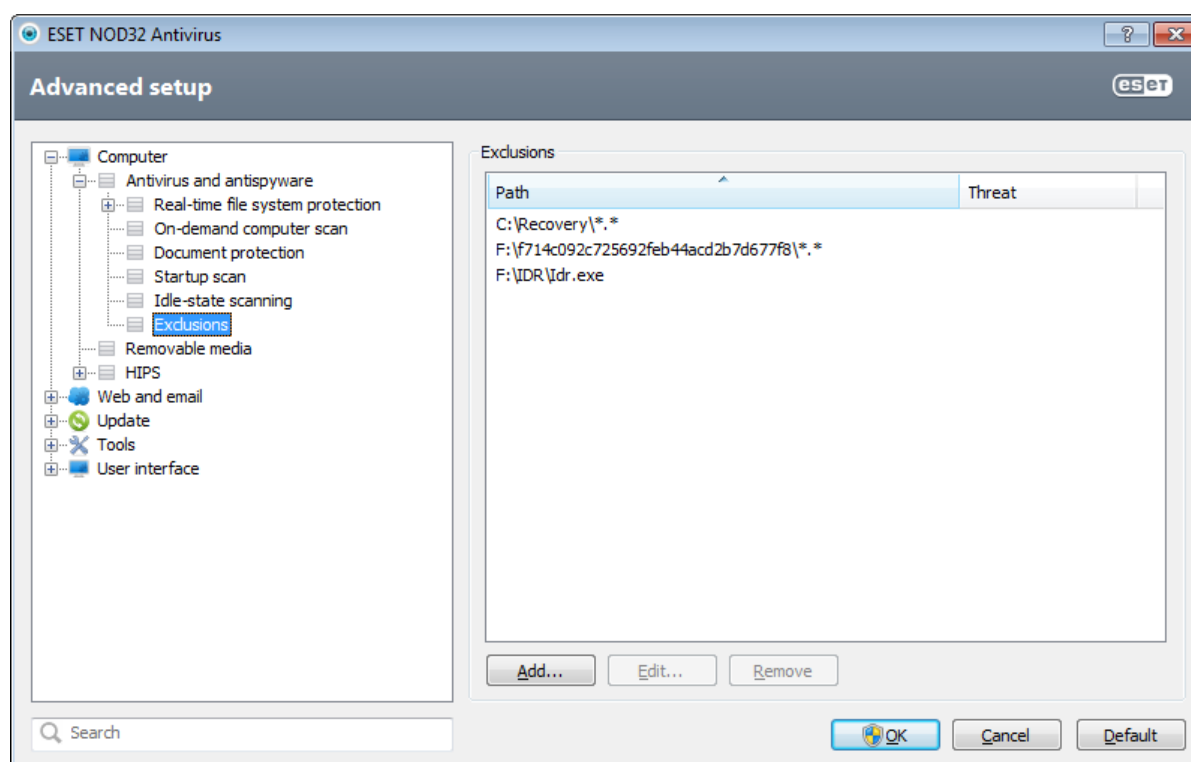 ESET NOD32 Antivirus
?
Advanced setup
eset
Computer
Antivirus and antispyware
Real-time file system protection
On-demand computer scan
Document protection
Startup scan
Idle-state scanning
Exclusions
Removable media
HIPS
Web and email
Update
Tools
User interface
Search
Exclusions
Path Threat
C:\Recovery\*.*
F:\f714c092c725692feb44acd2b7d677f8\*.*
F:\IDR\Idr.exe
Add... Edit... Remove
OK Cancel Default